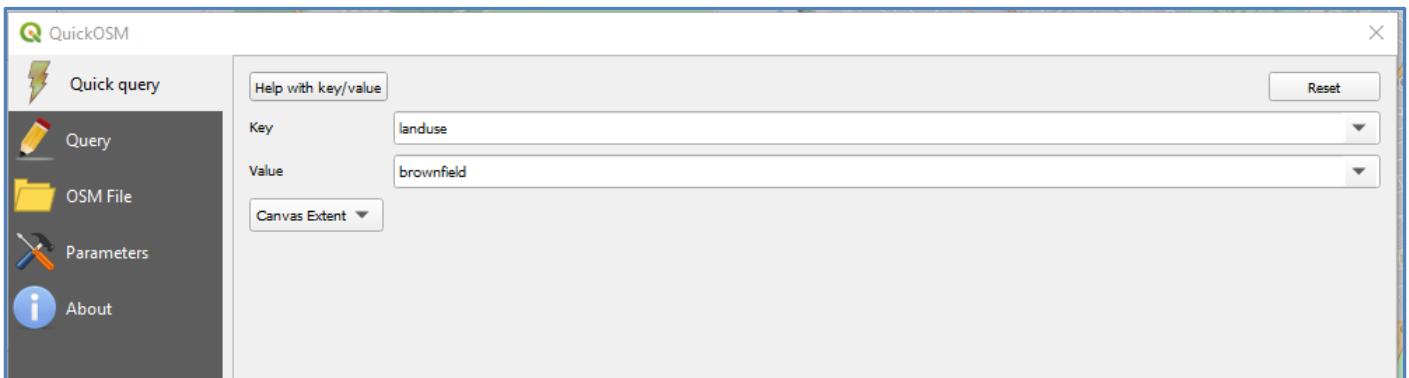 QuickOSM
Quick query
Query
OSM File
Parameters
About
Help with key/value
Reset
Key
landuse
Value
brownfield
Canvas Extent